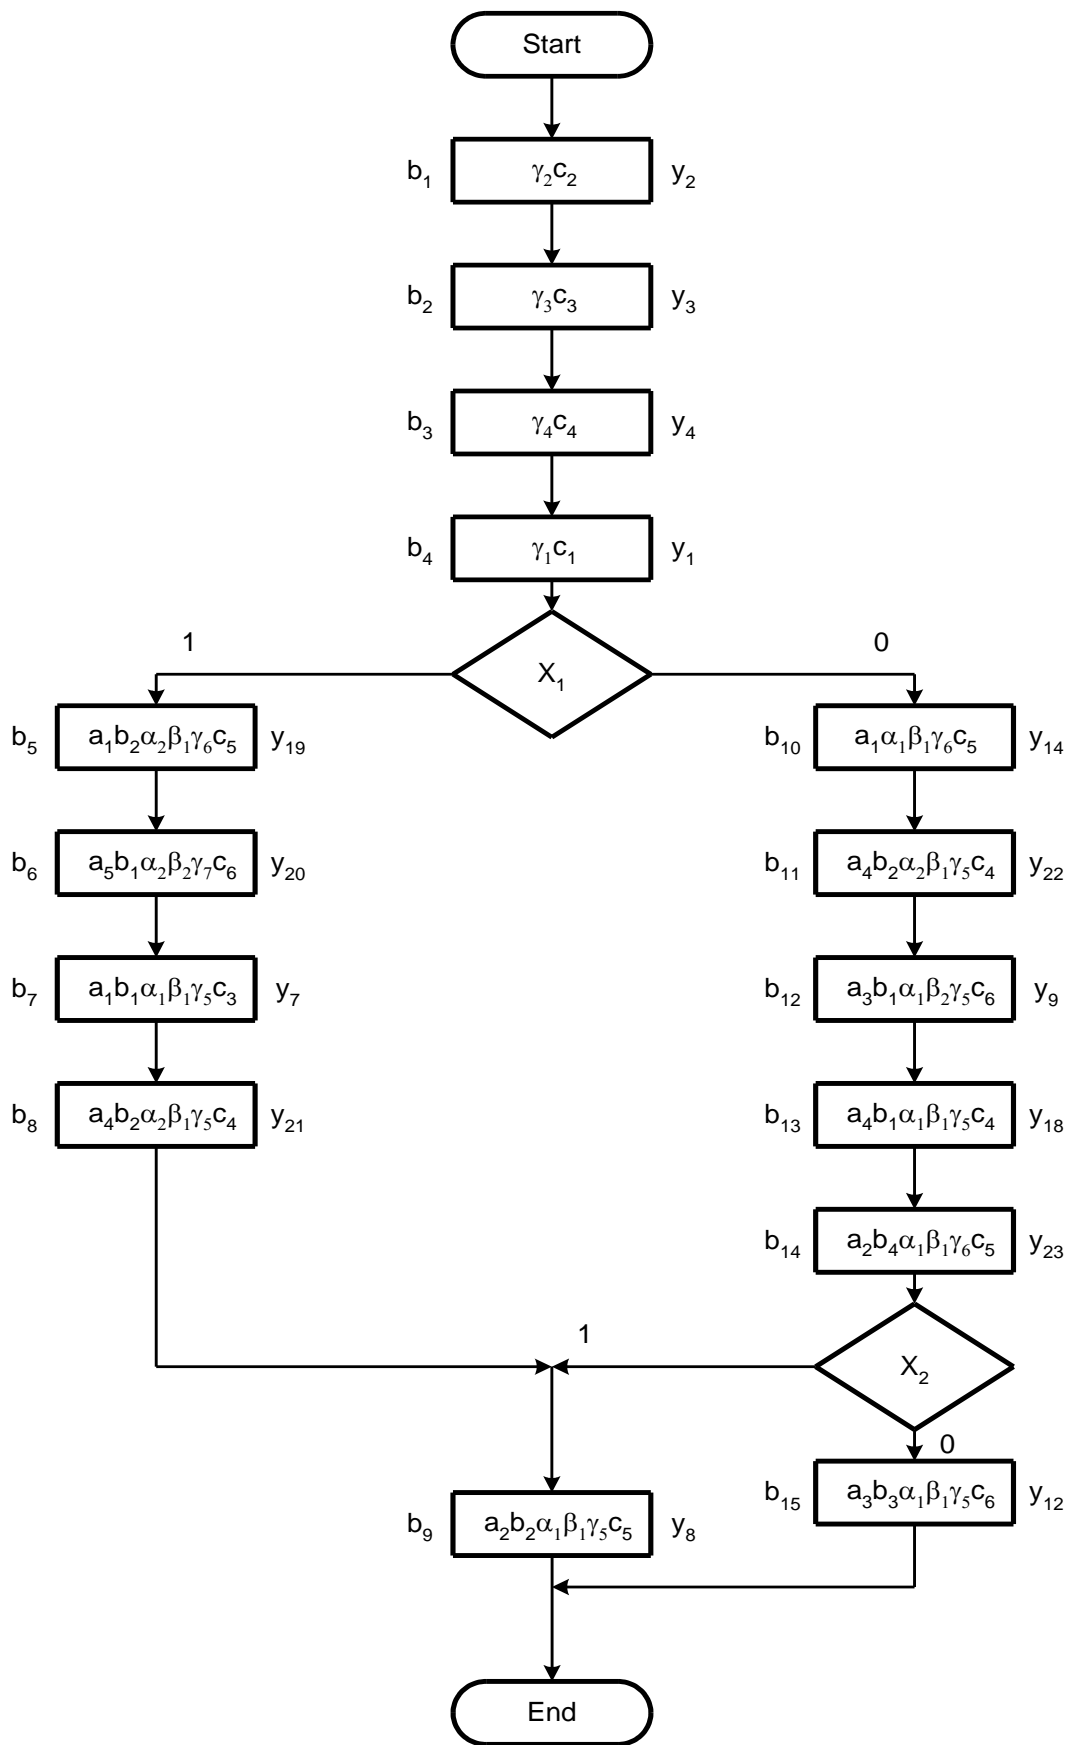 Start
b₁ γ₂c₂ y₂
b₂ γ₃c₃ y₃
b₃ γ₄c₄ y₄
b₄ γ₁c₁ y₁
1 X₁ 0
b₅ a₁b₂α₂β₁γ₆c₅ y₁₉ b₁₀ a₁α₁β₁γ₆c₅ y₁₄
b₆ a₅b₁α₂β₂γ₇c₆ y₂₀ b₁₁ a₄b₂α₂β₁γ₅c₄ y₂₂
b₇ a₁b₁α₁β₁γ₅c₃ y₇ b₁₂ a₃b₁α₁β₂γ₅c₆ y₉
b₈ a₄b₂α₂β₁γ₅c₄ y₂₁ b₁₃ a₄b₁α₁β₁γ₅c₄ y₁₈
b₁₄ a₂b₄α₁β₁γ₆c₅ y₂₃
1 X₂
0
b₉ a₂b₂α₁β₁γ₅c₅ y₈ b₁₅ a₃b₃α₁β₁γ₅c₆ y₁₂
End